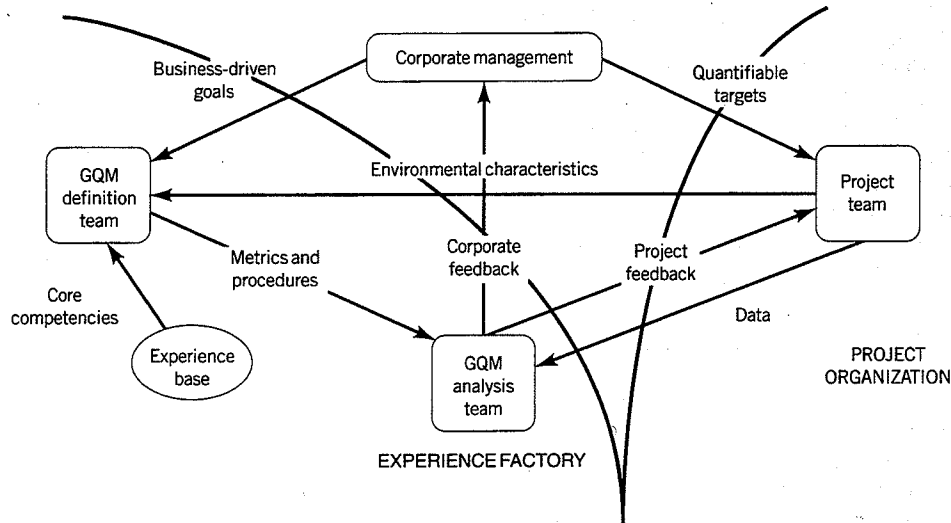 Corporate management
Business-driven
goals
Quantifiable
targets
GQM
definition
team
Environmental characteristics
Project
team
Metrics and
procedures
Corporate
feedback
Project
feedback
Core
competencies
Data
Experience
base
GQM
analysis
team
PROJECT
ORGANIZATION
EXPERIENCE FACTORY